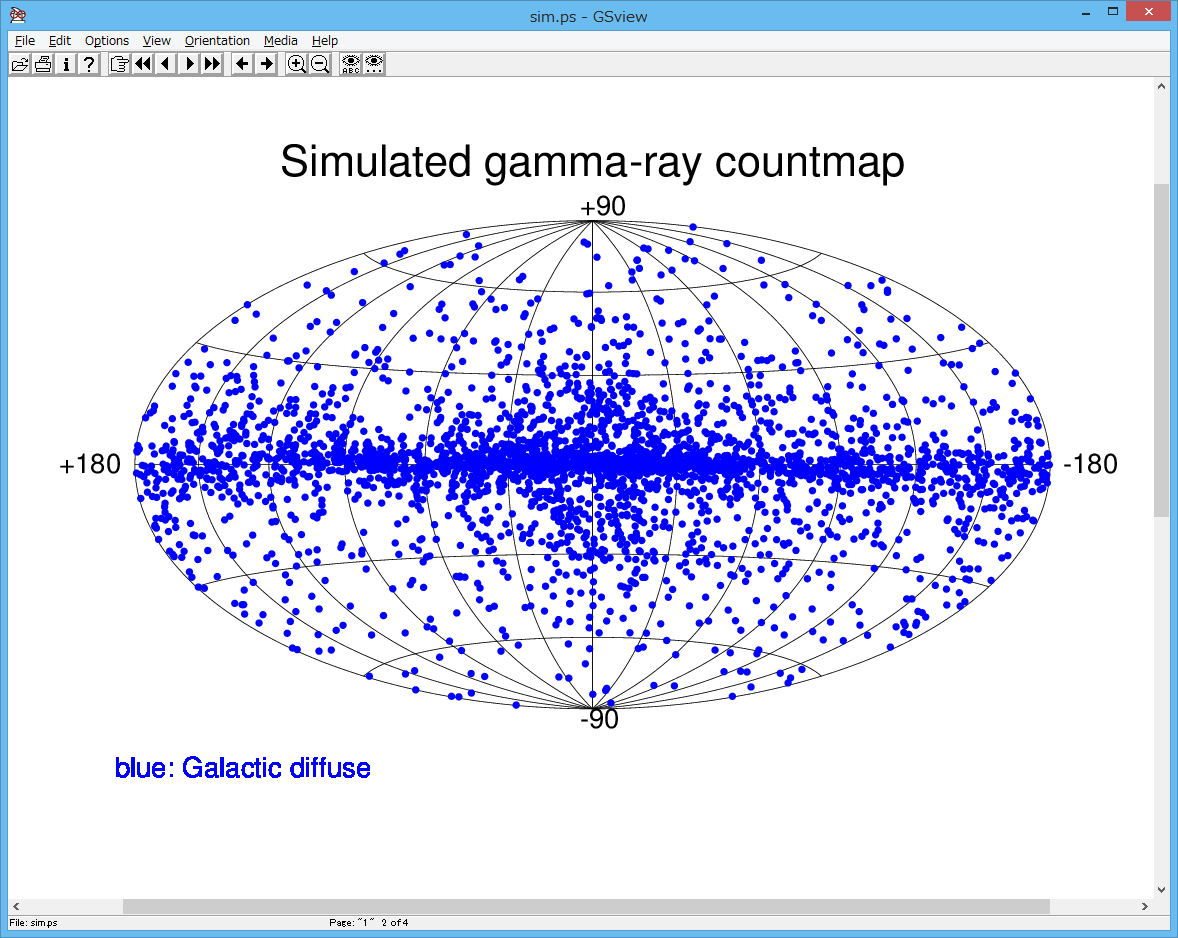 sim.ps - GSview
File Edit Options View Orientation Media Help
i ?
ABC
Simulated gamma-ray countmap
+90
+180
-180
-90
blue: Galactic diffuse
File: sim.ps Page: "1" 2 of 4